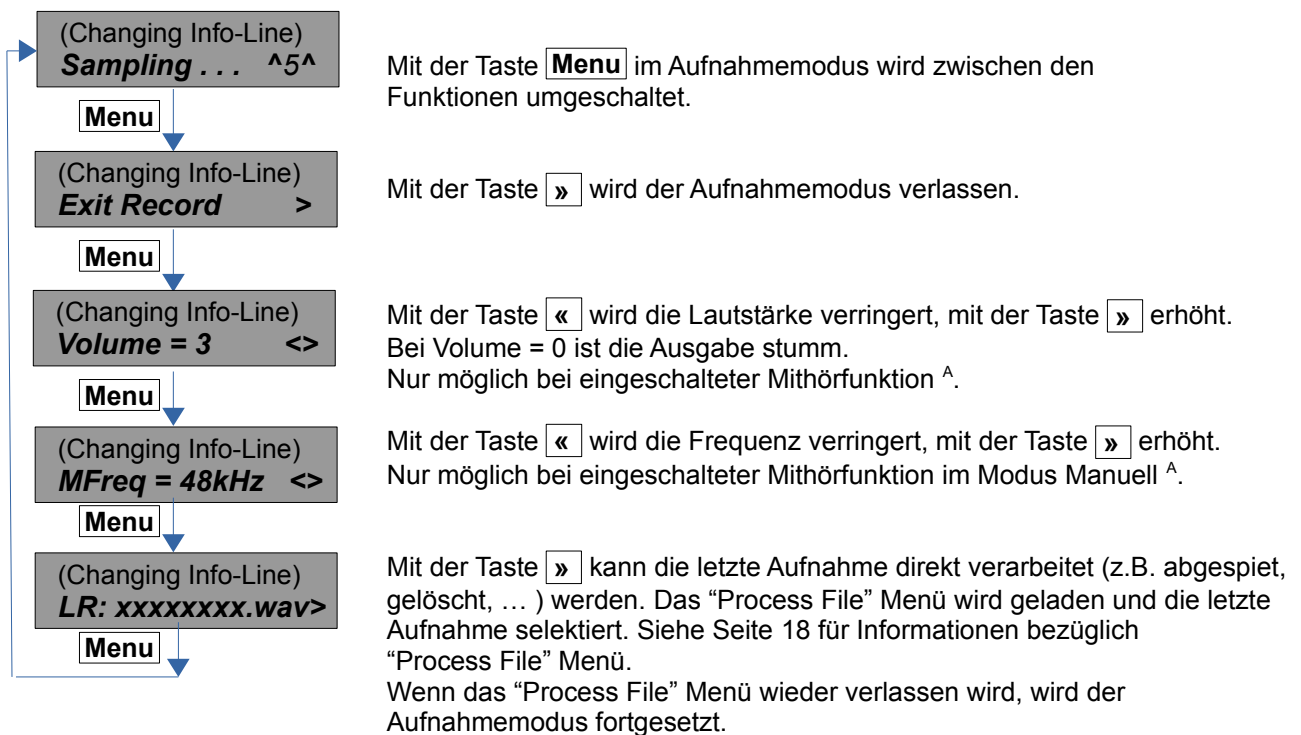 (Changing Info-Line)
Sampling . . . ^5^
Mit der Taste Menu im Aufnahmemodus wird zwischen den
Funktionen umgeschaltet.
Menu
(Changing Info-Line)
Exit Record >
Mit der Taste » wird der Aufnahmemodus verlassen.
Menu
(Changing Info-Line)
Volume = 3 <>
Mit der Taste « wird die Lautstärke verringert, mit der Taste » erhöht.
Bei Volume = 0 ist die Ausgabe stumm.
Nur möglich bei eingeschalteter Mithörfunktion A.
Menu
(Changing Info-Line)
MFreq = 48kHz <>
Mit der Taste « wird die Frequenz verringert, mit der Taste » erhöht.
Nur möglich bei eingeschalteter Mithörfunktion im Modus Manuell A.
Menu
(Changing Info-Line)
LR: xxxxxxxx.wav>
Mit der Taste » kann die letzte Aufnahme direkt verarbeitet (z.B. abgespiet,
gelöscht, … ) werden. Das “Process File” Menü wird geladen und die letzte
Aufnahme selektiert. Siehe Seite 18 für Informationen bezüglich
“Process File” Menü.
Wenn das “Process File” Menü wieder verlassen wird, wird der
Aufnahmemodus fortgesetzt.
Menu